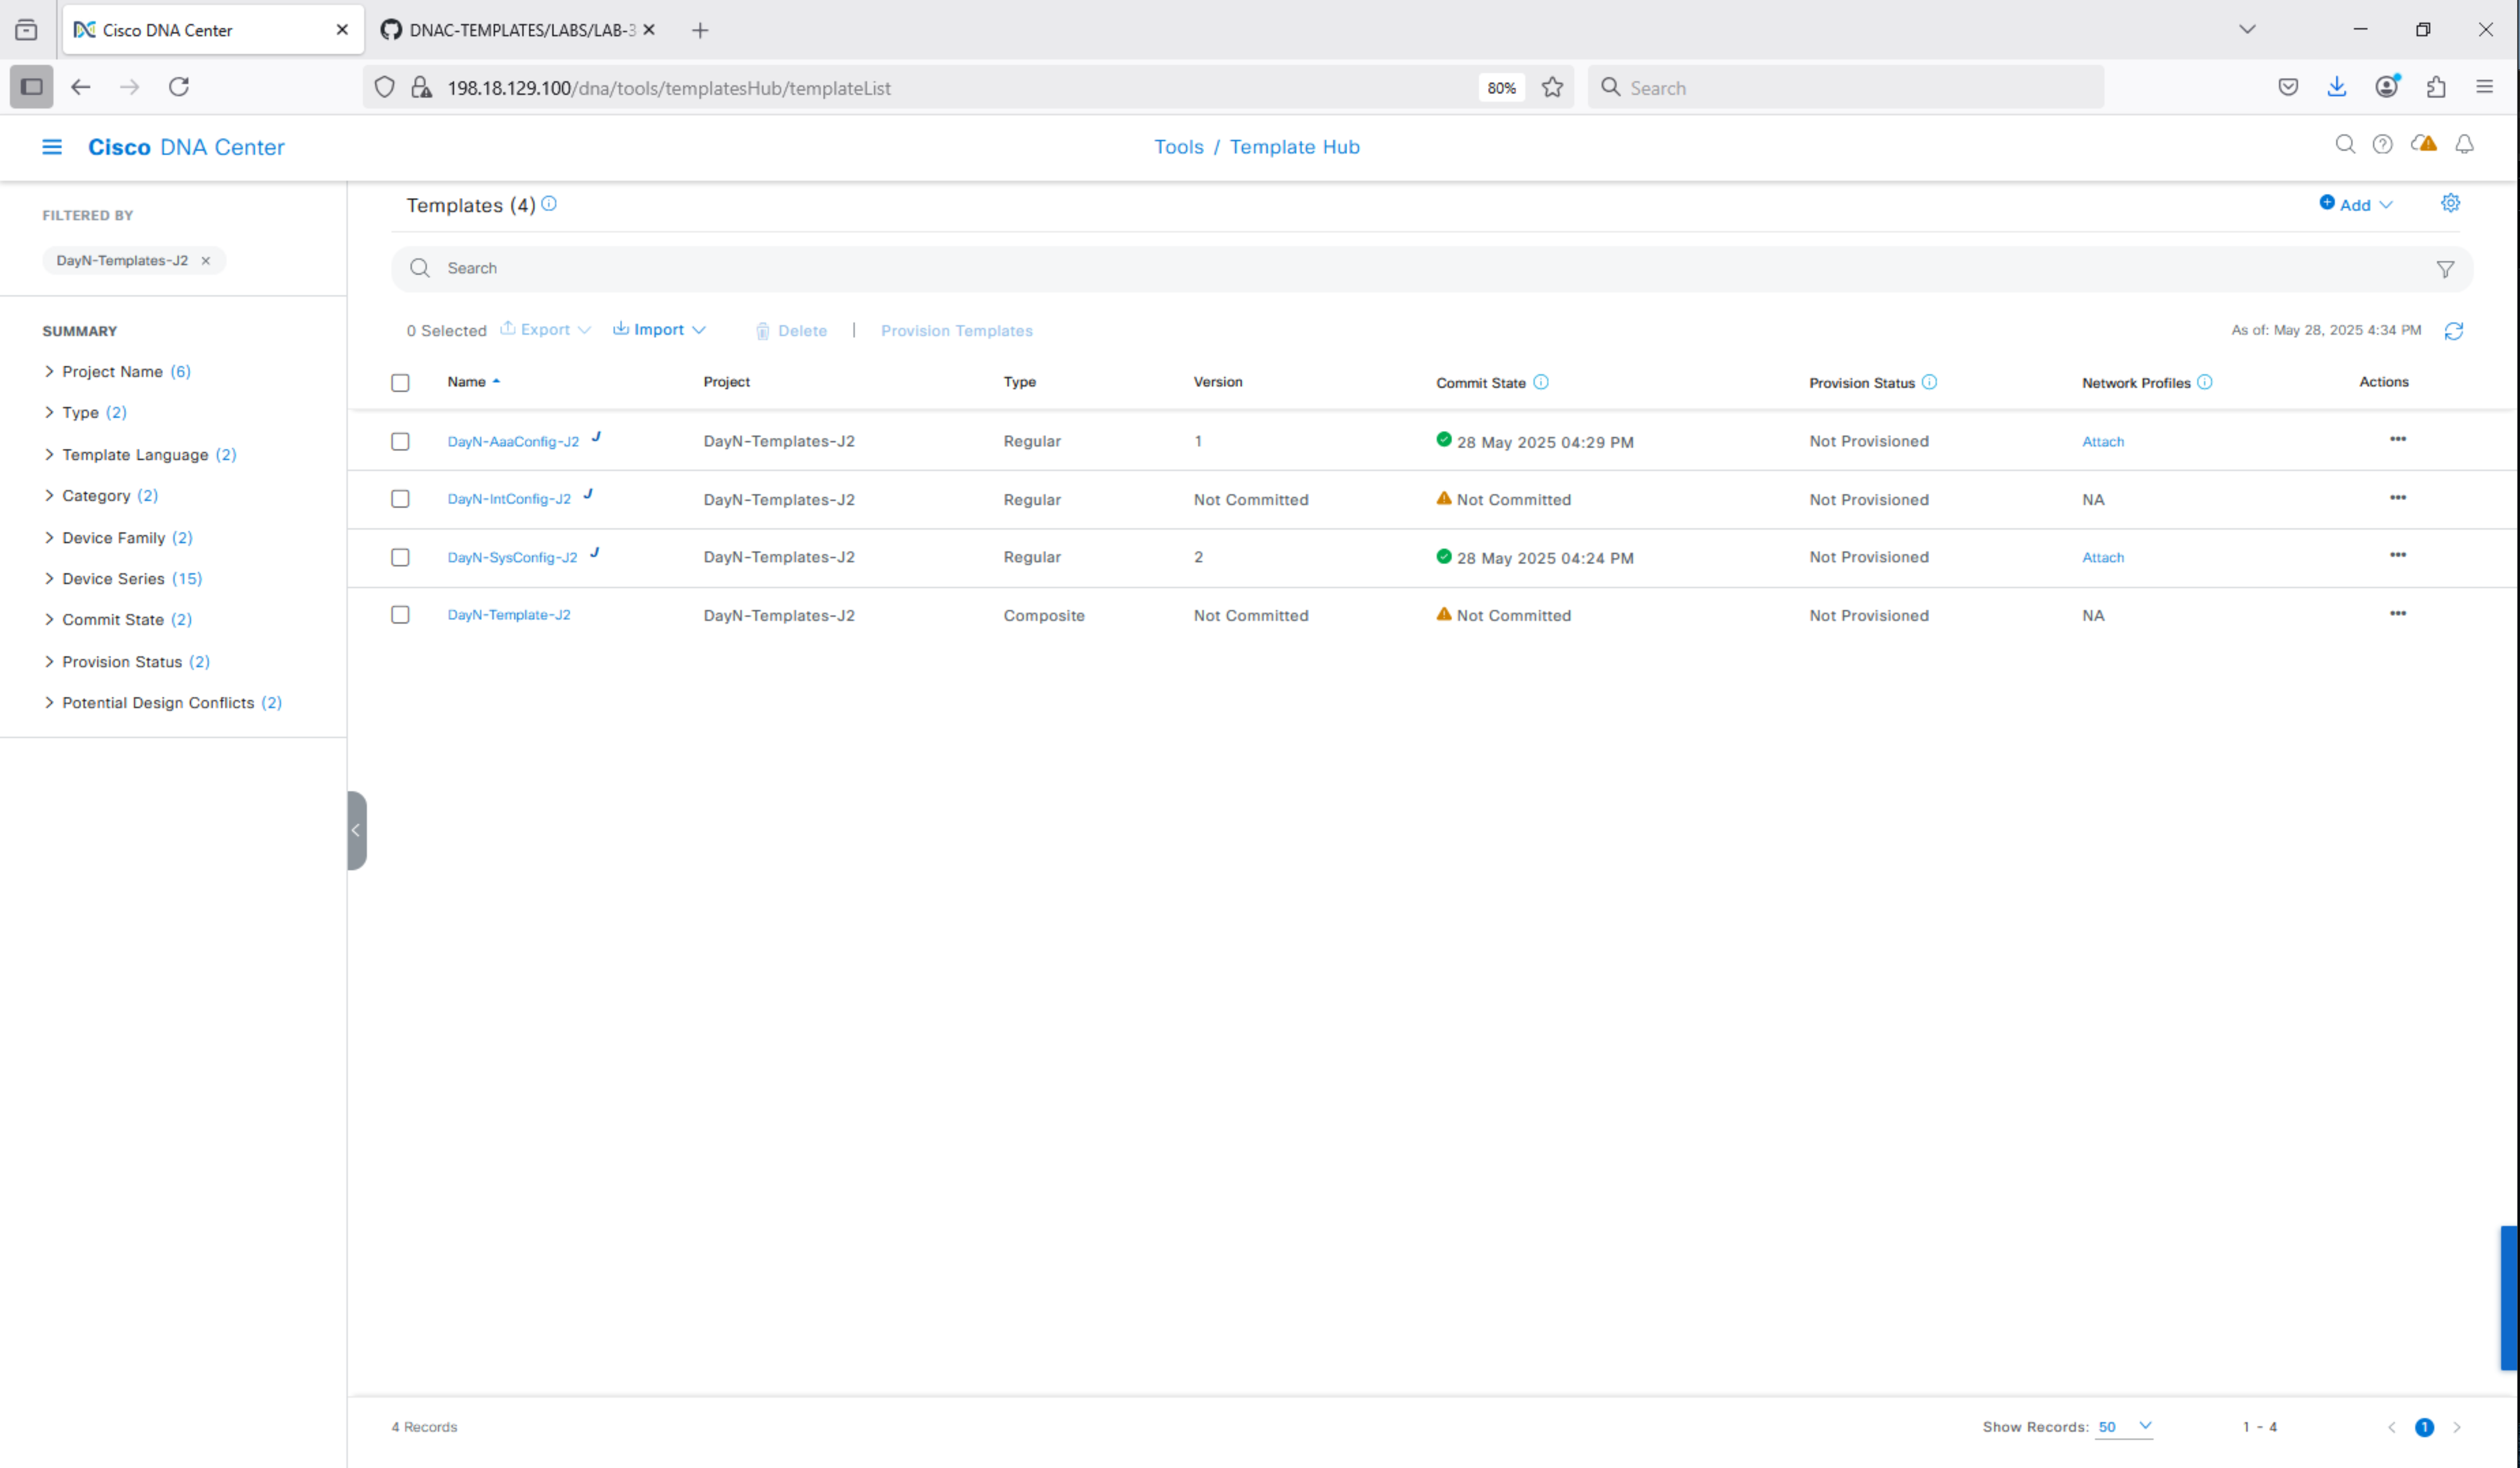 Cisco DNA Center
DNAC-TEMPLATES/LABS/LAB-3
198.18.129.100/dna/tools/templatesHub/templateList
80%
Search
Cisco DNA Center
Tools / Template Hub
FILTERED BY
DayN-Templates-J2
SUMMARY
Project Name (6)
Type (2)
Template Language (2)
Category (2)
Device Family (2)
Device Series (15)
Commit State (2)
Provision Status (2)
Potential Design Conflicts (2)
Templates (4)
Add
Search
0 Selected Export Import Delete | Provision Templates As of: May 28, 2025 4:34 PM
Name Project Type Version Commit State Provision Status Network Profiles Actions
DayN-AaaConfig-J2 J DayN-Templates-J2 Regular 1 28 May 2025 04:29 PM Not Provisioned Attach
DayN-IntConfig-J2 J DayN-Templates-J2 Regular Not Committed Not Committed Not Provisioned NA
DayN-SysConfig-J2 J DayN-Templates-J2 Regular 2 28 May 2025 04:24 PM Not Provisioned Attach
DayN-Template-J2 DayN-Templates-J2 Composite Not Committed Not Committed Not Provisioned NA
4 Records Show Records: 50 1 - 4 1